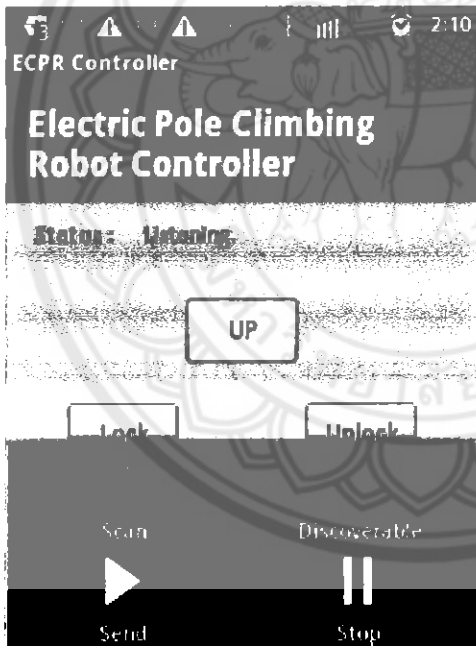 2:10
ECPR Controller
Electric Pole Climbing
Robot Controller
Status: Listening
UP
Lock Unlock
Scan Discoverable
Send Stop